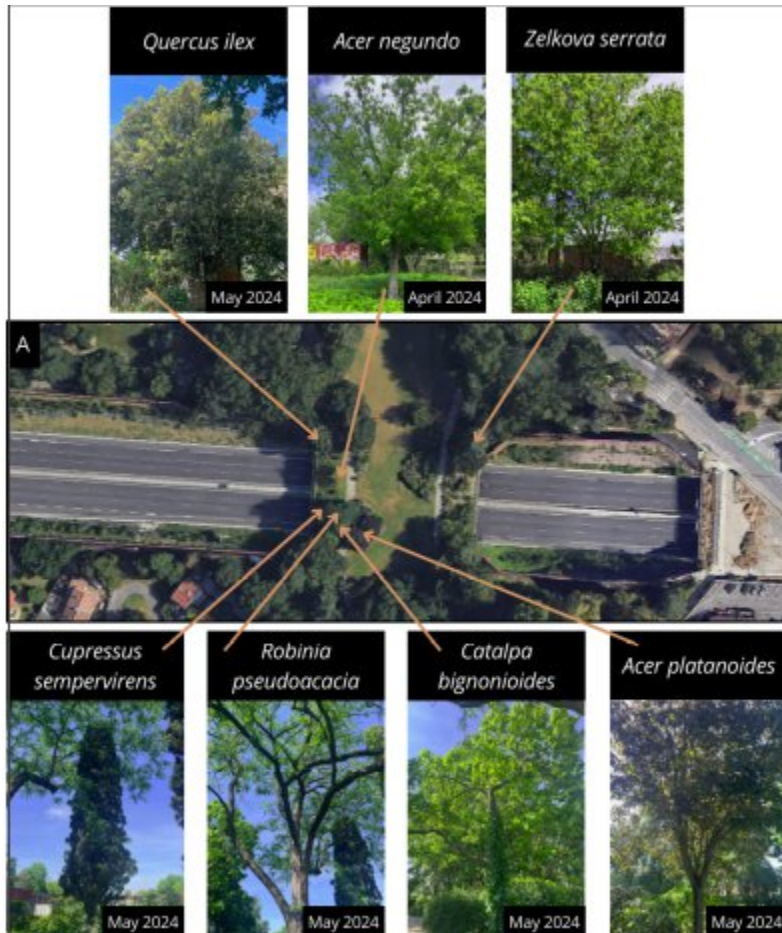 Quercus ilex
Acer negundo
Zelkova serrata
May 2024
April 2024
April 2024
A
Cupressus
sempervirens
Robinia
pseudoacacia
Catalpa
bignonioides
Acer platanoides
May 2024
May 2024
May 2024
May 2024